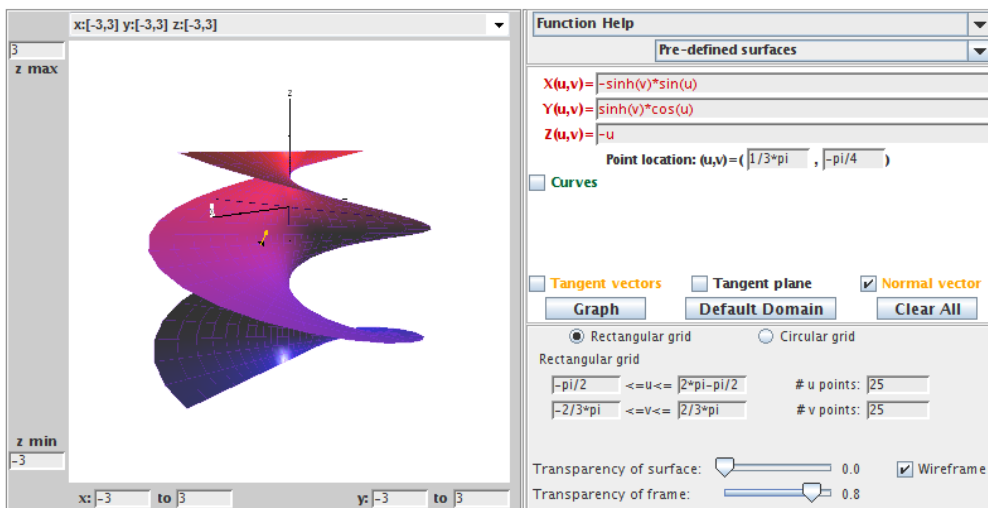 x:[-3,3] y:[-3,3] z:[-3,3]
3
z max
z
z min
-3
x: -3 to 3 y: -3 to 3
Function Help
Pre-defined surfaces
X(u,v)= -sinh(v)*sin(u)
Y(u,v)= sinh(v)*cos(u)
Z(u,v)= -u
Point location: (u,v)=( 1/3*pi , -pi/4 )
Curves
Tangent vectors Tangent plane Normal vector
Graph Default Domain Clear All
Rectangular grid Circular grid
Rectangular grid
-pi/2 <=u<= 2*pi-pi/2 # u points: 25
-2/3*pi <=v<= 2/3*pi # v points: 25
Transparency of surface: 0.0 Wireframe
Transparency of frame: 0.8